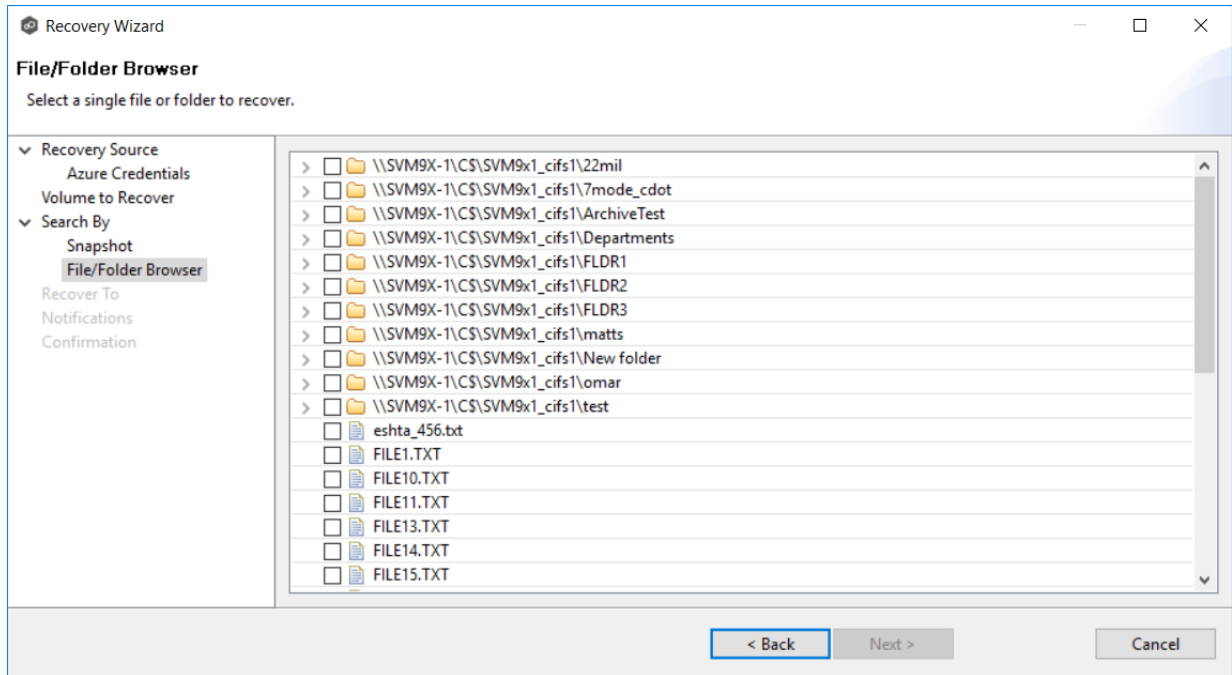 Recovery Wizard
File/Folder Browser
Select a single file or folder to recover.
Recovery Source
Azure Credentials
Volume to Recover
Search By
Snapshot
File/Folder Browser
Recover To
Notifications
Confirmation
\\SVM9X-1\C$\SVM9x1_cifs1\22mil
\\SVM9X-1\C$\SVM9x1_cifs1\7mode_cdot
\\SVM9X-1\C$\SVM9x1_cifs1\ArchiveTest
\\SVM9X-1\C$\SVM9x1_cifs1\Departments
\\SVM9X-1\C$\SVM9x1_cifs1\FLDR1
\\SVM9X-1\C$\SVM9x1_cifs1\FLDR2
\\SVM9X-1\C$\SVM9x1_cifs1\FLDR3
\\SVM9X-1\C$\SVM9x1_cifs1\matts
\\SVM9X-1\C$\SVM9x1_cifs1\New folder
\\SVM9X-1\C$\SVM9x1_cifs1\omar
\\SVM9X-1\C$\SVM9x1_cifs1\test
eshta_456.txt
FILE1.TXT
FILE10.TXT
FILE11.TXT
FILE13.TXT
FILE14.TXT
FILE15.TXT
< Back Next > Cancel